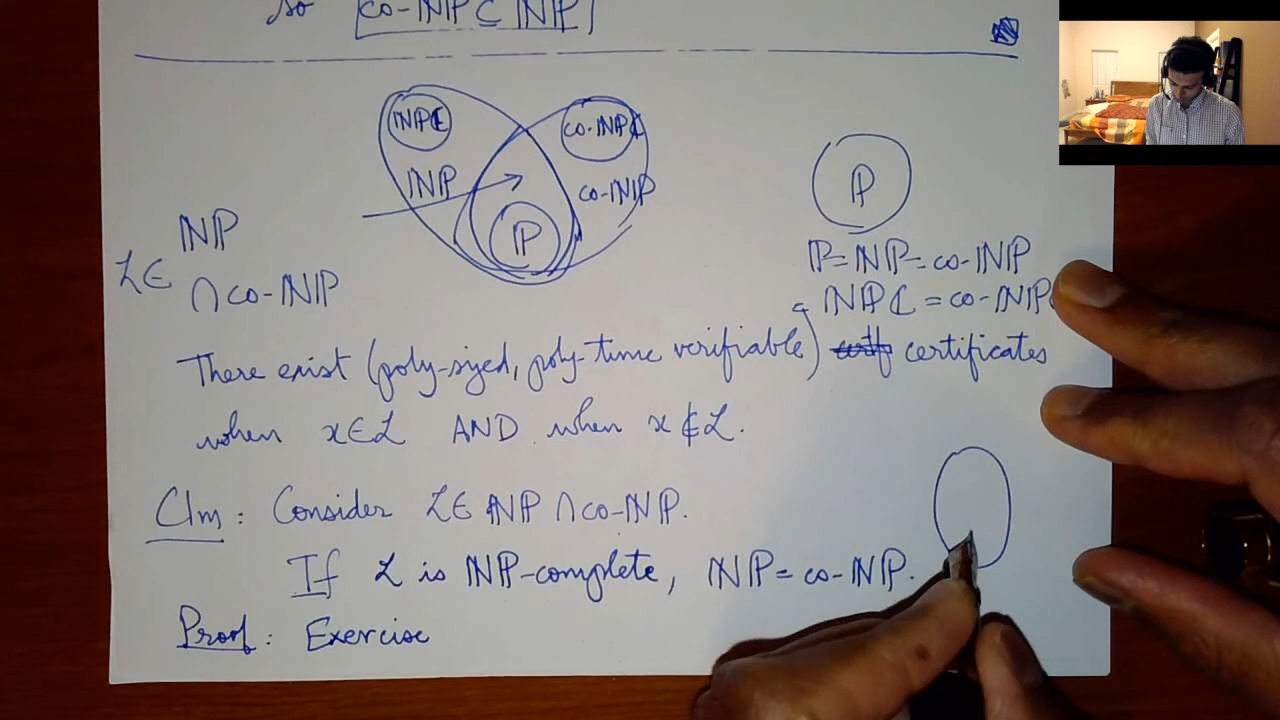 so co-NP ⊂ NP
NPC co-NPC
NP co-NP
P
P
NP
L∈ ∩ co-NP
P = NP = co-NP
NPC = co-NPC
There exist (poly-sized, poly-time verifiable) certificates
when x∈L AND when x∉L.
Clm: Consider L∈ NP ∩ co-NP.
If L is NP-complete, NP = co-NP.
Proof: Exercise